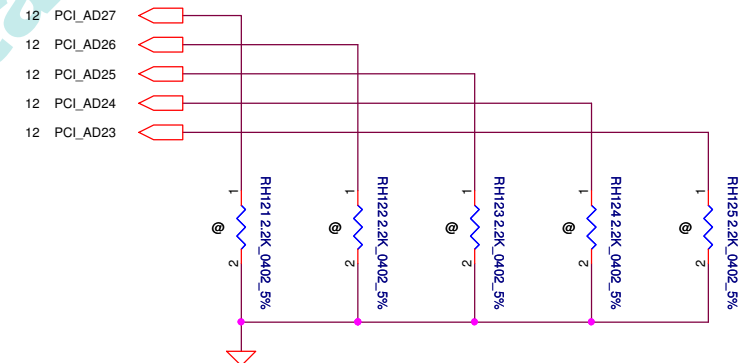 12 PCI_AD27
12 PCI_AD26
12 PCI_AD25
12 PCI_AD24
12 PCI_AD23
1
@
2
RH121 2.2K_0402_5%
1
@
2
RH122 2.2K_0402_5%
1
@
2
RH123 2.2K_0402_5%
1
@
2
RH124 2.2K_0402_5%
1
@
2
RH125 2.2K_0402_5%